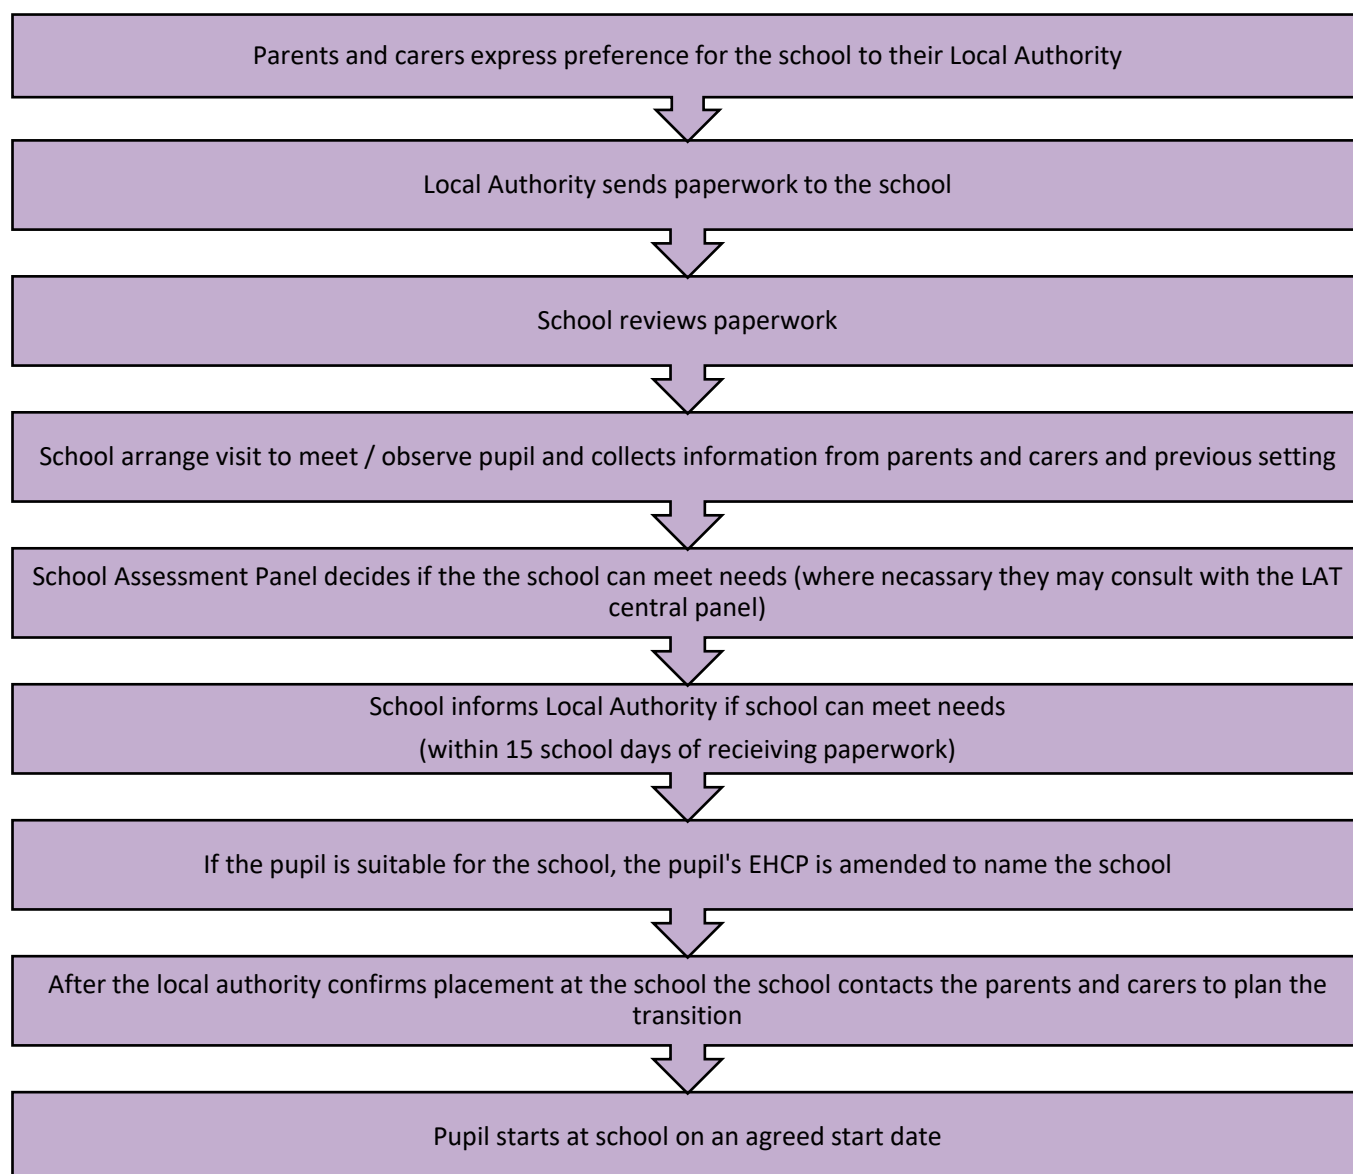 Parents and carers express preference for the school to their Local Authority
Local Authority sends paperwork to the school
School reviews paperwork
School arrange visit to meet / observe pupil and collects information from parents and carers and previous setting
School Assessment Panel decides if the the school can meet needs (where necassary they may consult with the LAT
central panel)
School informs Local Authority if school can meet needs
(within 15 school days of recieiving paperwork)
If the pupil is suitable for the school, the pupil's EHCP is amended to name the school
After the local authority confirms placement at the school the school contacts the parents and carers to plan the
transition
Pupil starts at school on an agreed start date